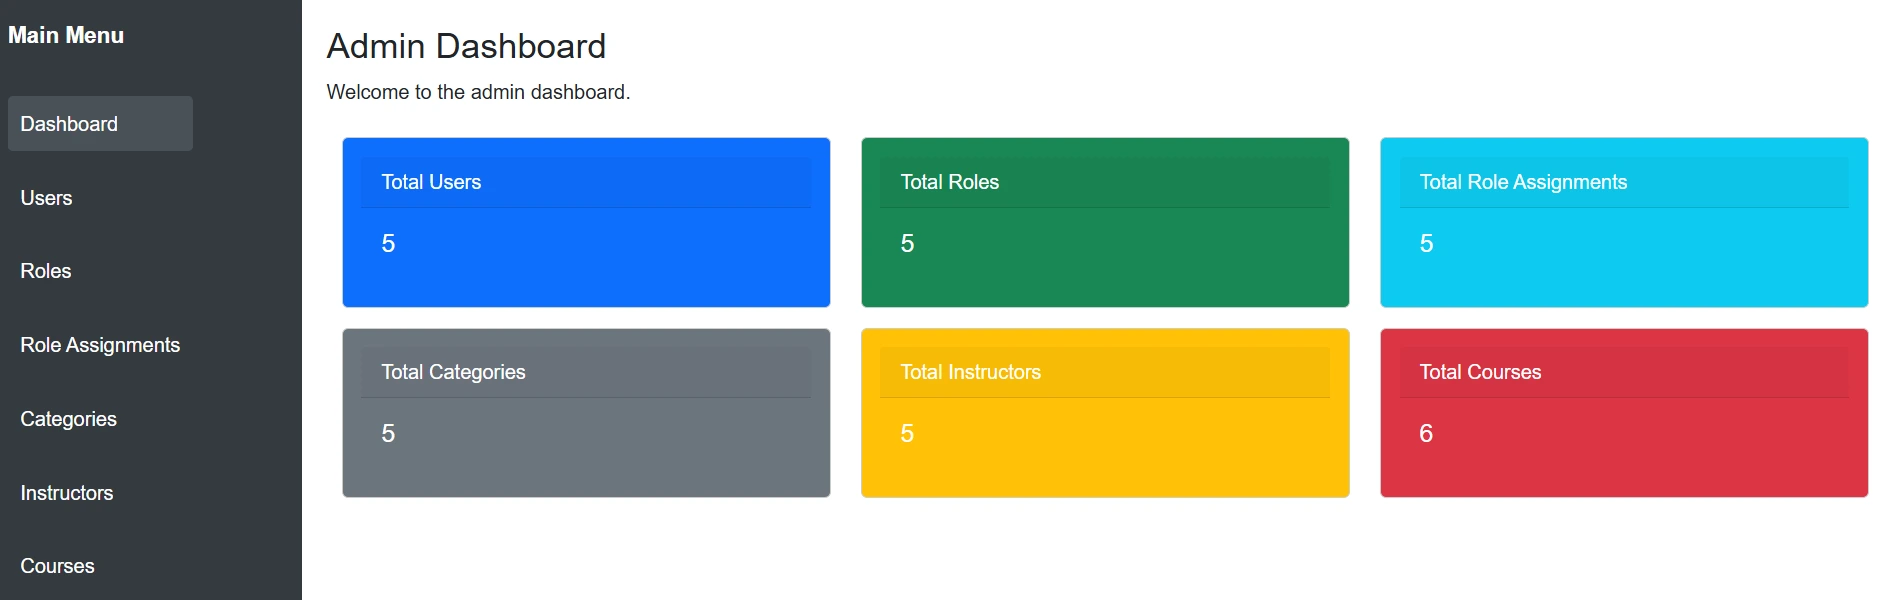 Main Menu
Dashboard
Users
Roles
Role Assignments
Categories
Instructors
Courses
Admin Dashboard
Welcome to the admin dashboard.
Total Users
5
Total Roles
5
Total Role Assignments
5
Total Categories
5
Total Instructors
5
Total Courses
6